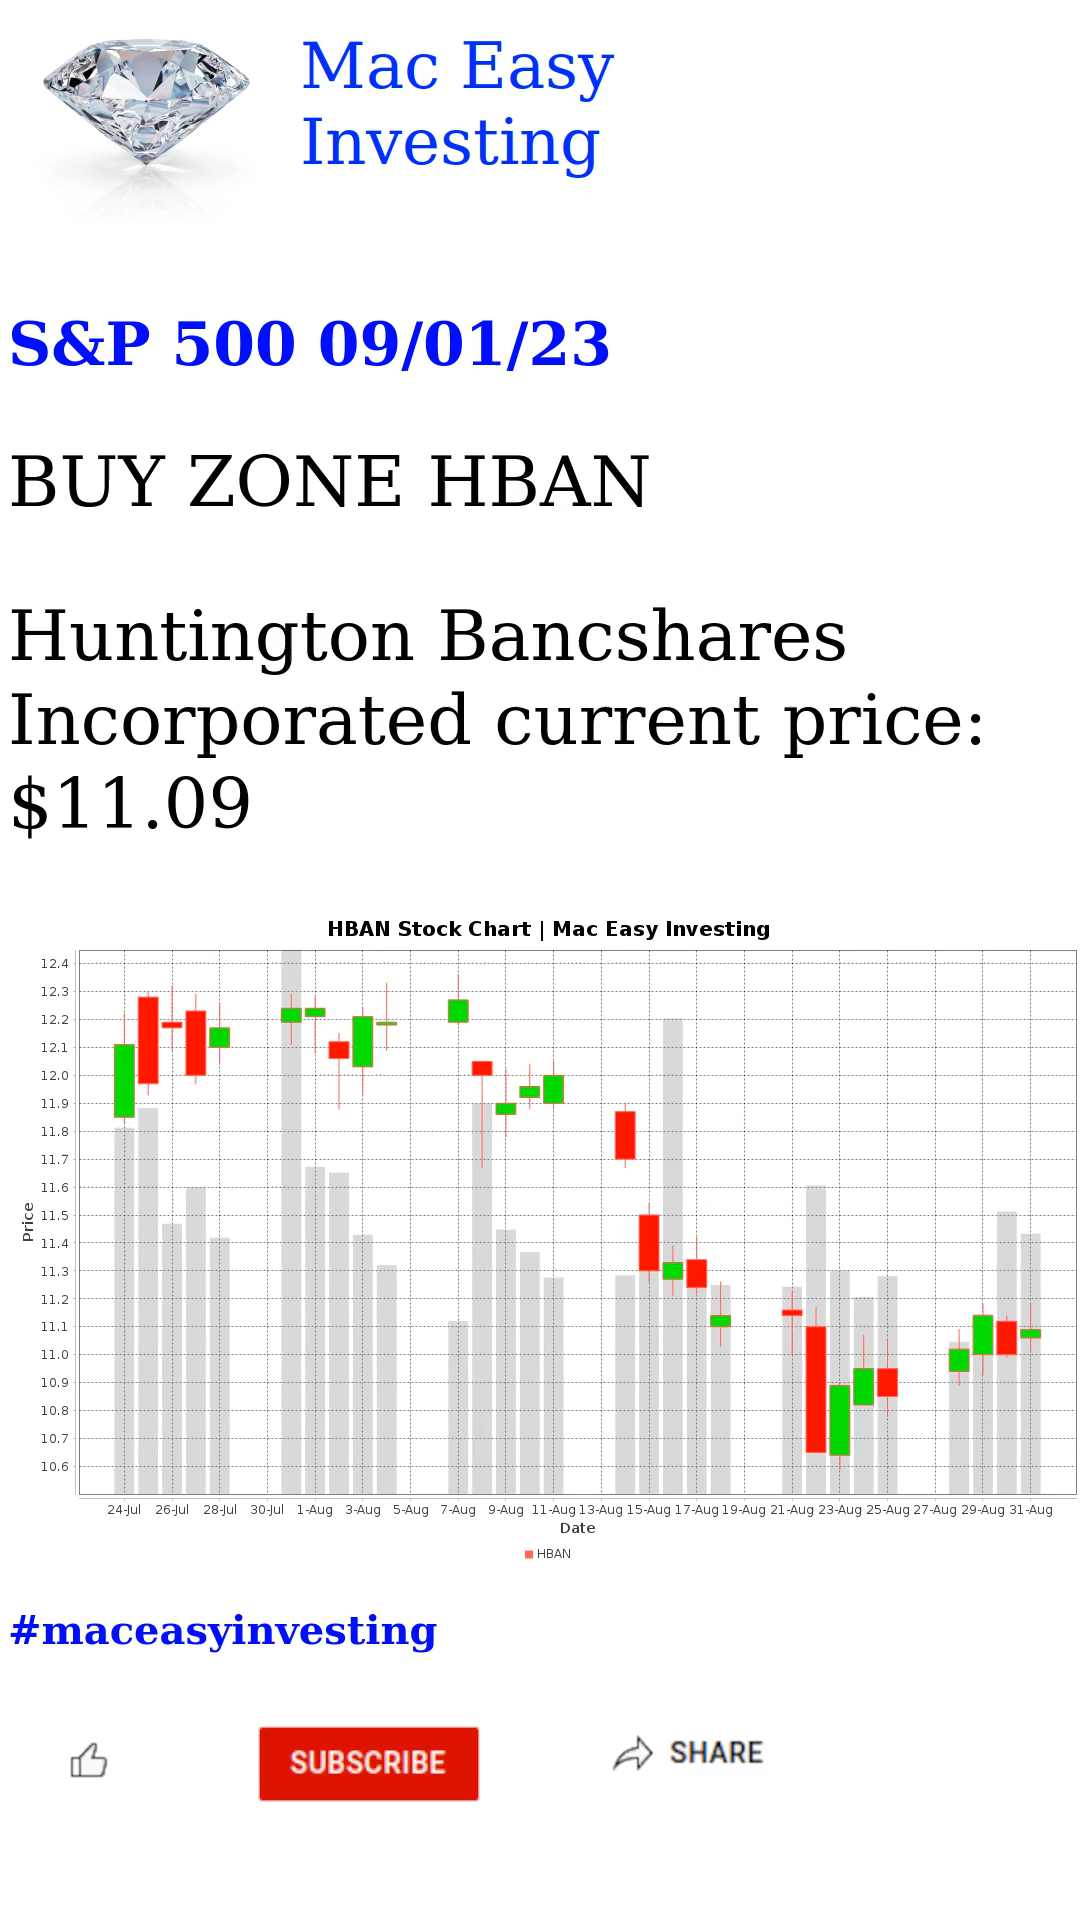 Mac Easy
Investing
S&P 500 09/01/23
BUY ZONE HBAN
Huntington Bancshares
Incorporated current price:
$11.09
HBAN Stock Chart | Mac Easy Investing
12.4
12.3
12.2
12.1
12.0
11.9
11.8
11.7
11.6
11.5
11.4
11.3
11.2
11.1
11.0
10.9
10.8
10.7
10.6
Price
24-Jul 26-Jul 28-Jul 30-Jul 1-Aug 3-Aug 5-Aug 7-Aug 9-Aug 11-Aug 13-Aug 15-Aug 17-Aug 19-Aug 21-Aug 23-Aug 25-Aug 27-Aug 29-Aug 31-Aug
Date
HBAN
#maceasyinvesting
SUBSCRIBE
SHARE